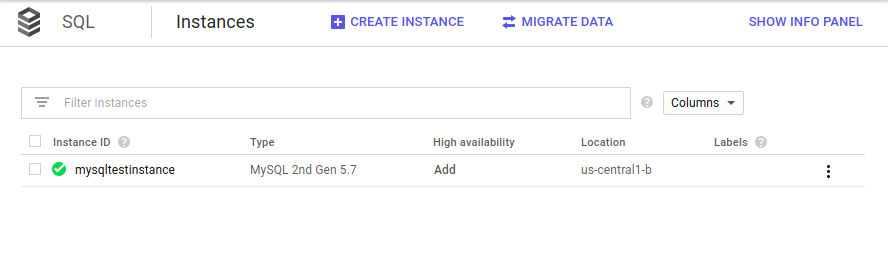 SQL Instances CREATE INSTANCE MIGRATE DATA SHOW INFO PANEL
Filter instances ? Columns
Instance ID ? Type High availability Location Labels ?
mysqltestinstance MySQL 2nd Gen 5.7 Add us-central1-b